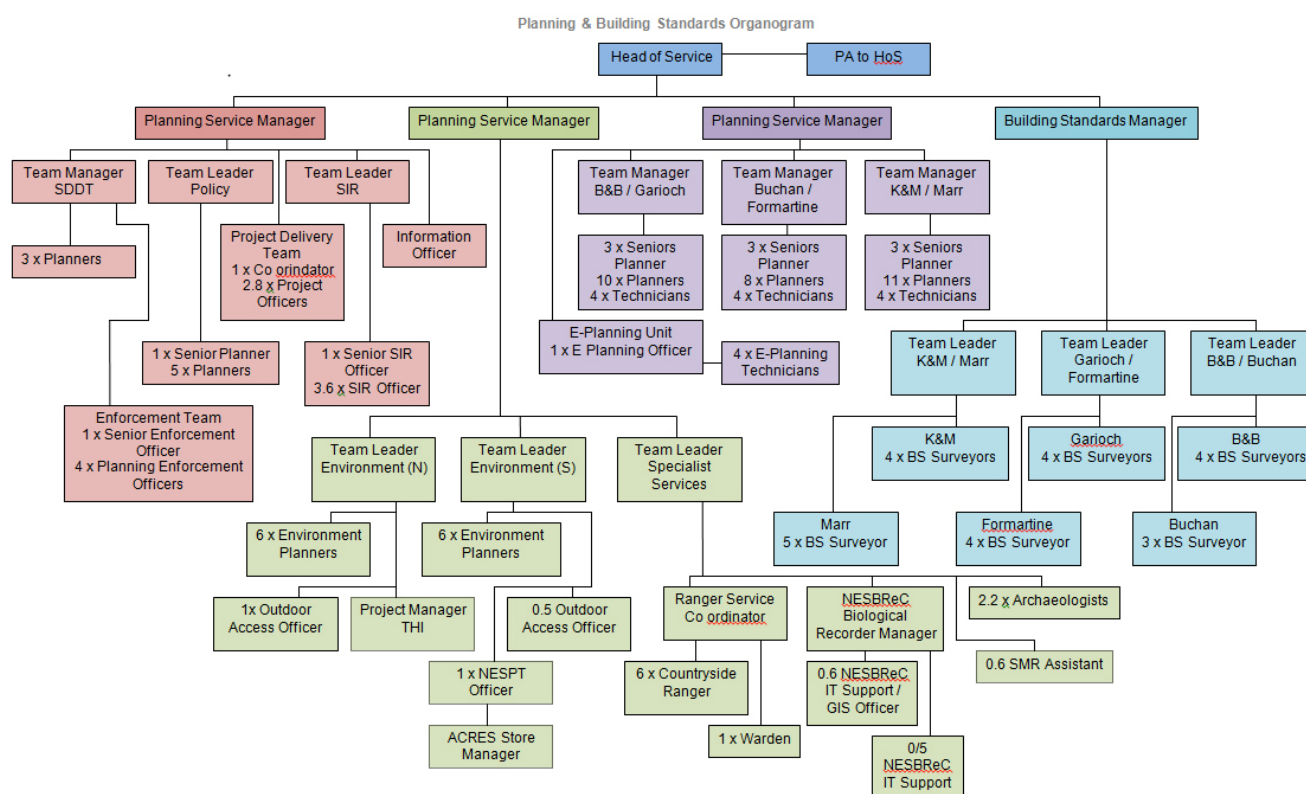 Planning & Building Standards Organogram
Head of Service
PA to HoS
Planning Service Manager
Planning Service Manager
Planning Service Manager
Building Standards Manager
Team Manager
SDDT
Team Leader
Policy
Team Leader
SIR
Team Manager
B&B / Garioch
Team Manager
Buchan /
Formartine
Team Manager
K&M / Marr
3 x Planners
Project Delivery
Team
1 x Co orindator
2.8 x Project
Officers
Information
Officer
3 x Seniors
Planner
10 x Planners
4 x Technicians
3 x Seniors
Planner
8 x Planners
4 x Technicians
3 x Seniors
Planner
11 x Planners
4 x Technicians
E-Planning Unit
1 x E Planning Officer
4 x E-Planning
Technicians
1 x Senior Planner
5 x Planners
1 x Senior SIR
Officer
3.6 x SIR Officer
Team Leader
K&M / Marr
Team Leader
Garioch /
Formartine
Team Leader
B&B / Buchan
Enforcement Team
1 x Senior Enforcement
Officer
4 x Planning Enforcement
Officers
Team Leader
Environment (N)
Team Leader
Environment (S)
Team Leader
Specialist
Services
K&M
4 x BS Surveyors
Garioch
4 x BS Surveyors
B&B
4 x BS Surveyors
6 x Environment
Planners
6 x Environment
Planners
Marr
5 x BS Surveyor
Formartine
4 x BS Surveyor
Buchan
3 x BS Surveyor
1x Outdoor
Access Officer
Project Manager
THI
0.5 Outdoor
Access Officer
Ranger Service
Co ordinator
NESBReC
Biological
Recorder Manager
2.2 x Archaeologists
0.6 SMR Assistant
1 x NESPT
Officer
6 x Countryside
Ranger
0.6 NESBReC
IT Support /
GIS Officer
ACRES Store
Manager
1 x Warden
0/5
NESBReC
IT Support